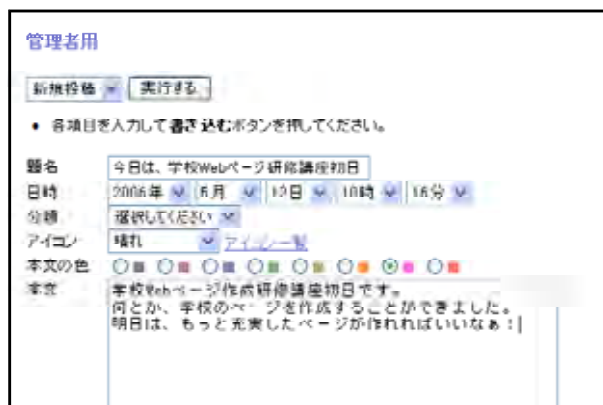 管理者用
新規投稿 実行する
• 各項目を入力して書き込むボタンを押してください。
題名 今日は、学校Webページ研修講座初日
日時 2006年 6月 12日 10時 16分
分類 選択してください
アイコン 晴れ アイコン一覧
本文の色
本文 学校Webページ作成研修講座初日です。
何とか、学校のページを作成することができました。
明日は、もっと充実したページが作れればいいなぁ!